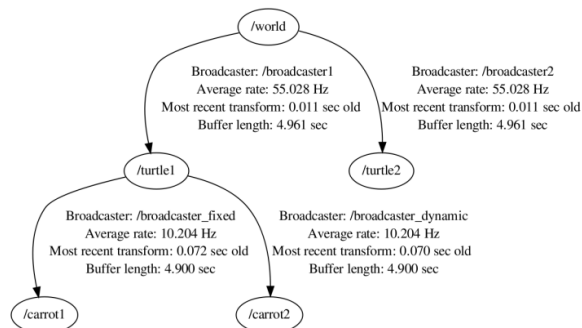 /world
Broadcaster: /broadcaster1
Average rate: 55.028 Hz
Most recent transform: 0.011 sec old
Buffer length: 4.961 sec
Broadcaster: /broadcaster2
Average rate: 55.028 Hz
Most recent transform: 0.011 sec old
Buffer length: 4.961 sec
/turtle1
/turtle2
Broadcaster: /broadcaster_fixed
Average rate: 10.204 Hz
Most recent transform: 0.072 sec old
Buffer length: 4.900 sec
Broadcaster: /broadcaster_dynamic
Average rate: 10.204 Hz
Most recent transform: 0.070 sec old
Buffer length: 4.900 sec
/carrot1
/carrot2